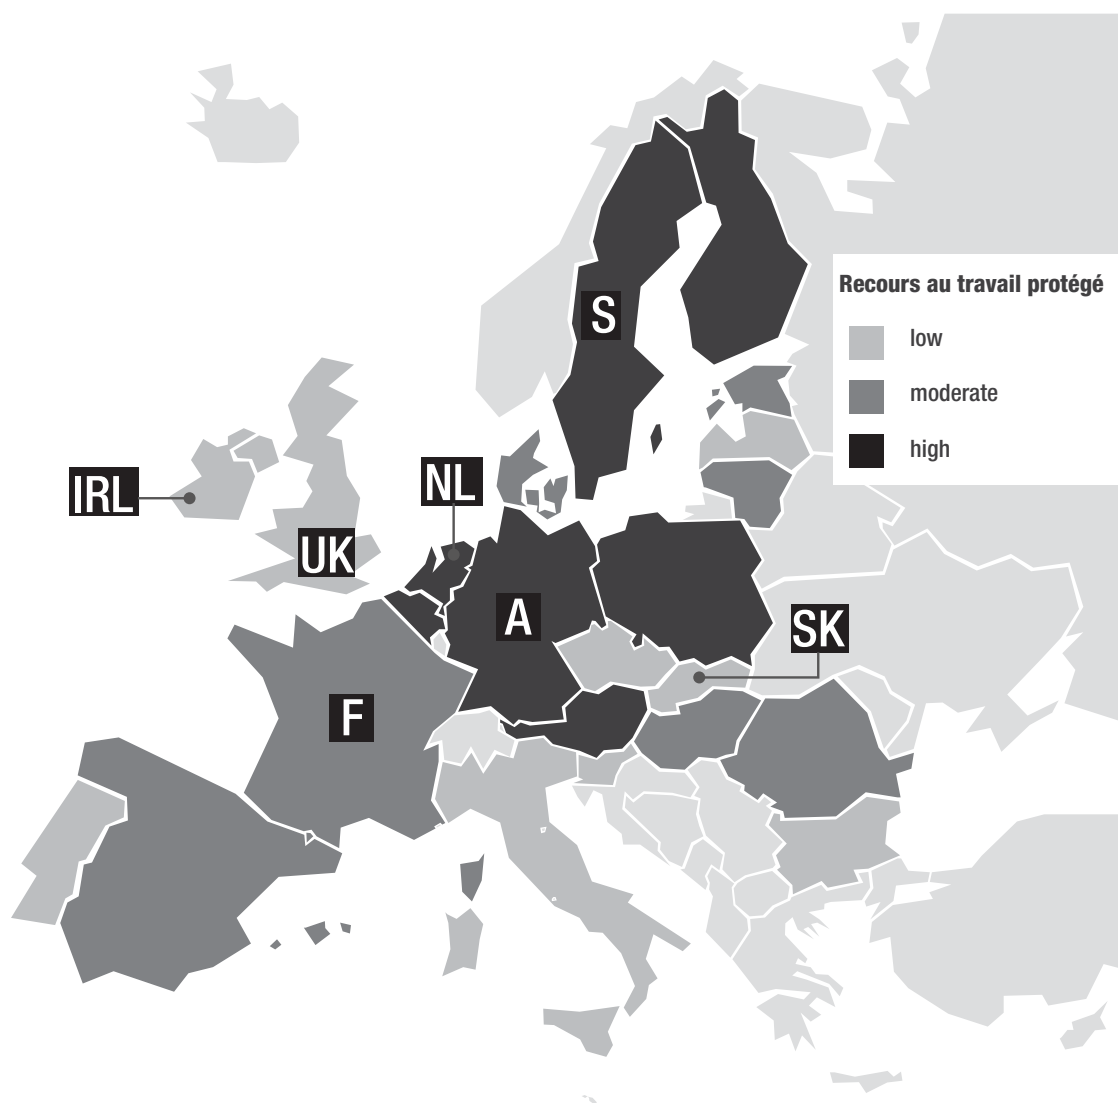 S
Recours au travail protégé
low
moderate
high
NL
IRL
UK
A
SK
F